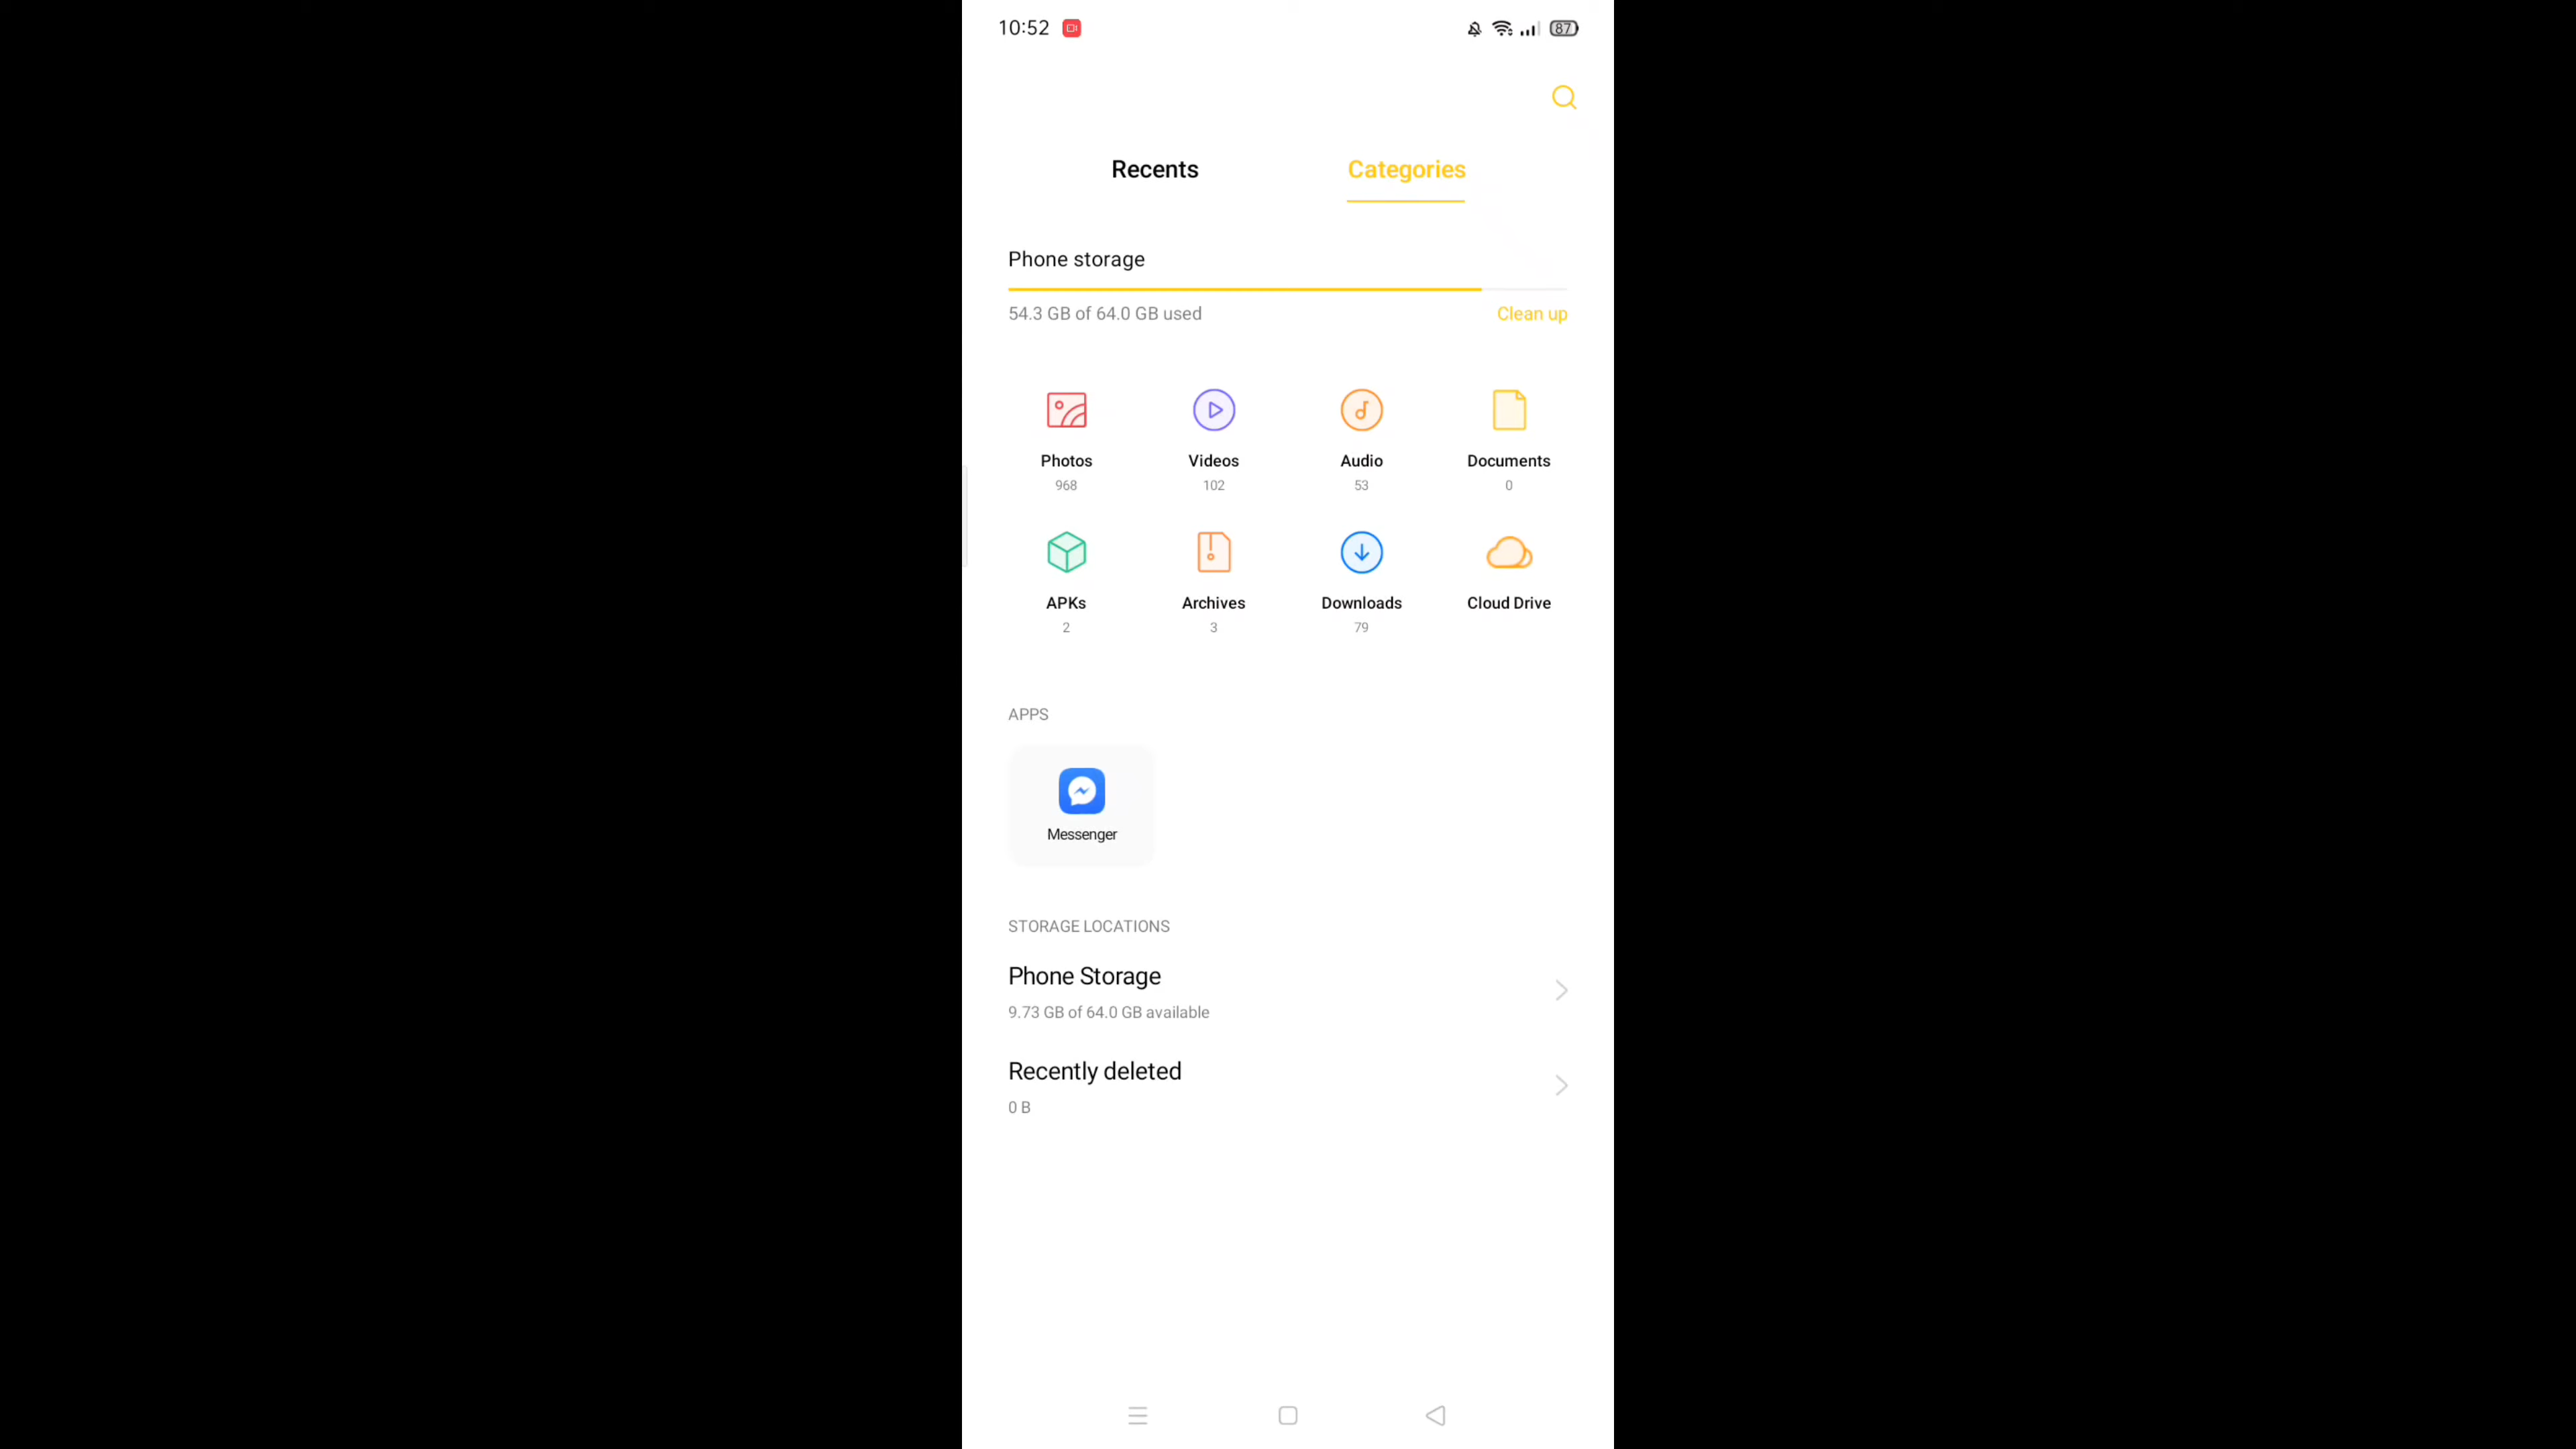 10:52
87
Recents
Categories
Phone storage
54.3 GB of 64.0 GB used
Clean up
Photos
968
Videos
102
Audio
53
Documents
0
APKs
2
Archives
3
Downloads
79
Cloud Drive
APPS
Messenger
STORAGE LOCATIONS
Phone Storage
9.73 GB of 64.0 GB available
Recently deleted
0 B